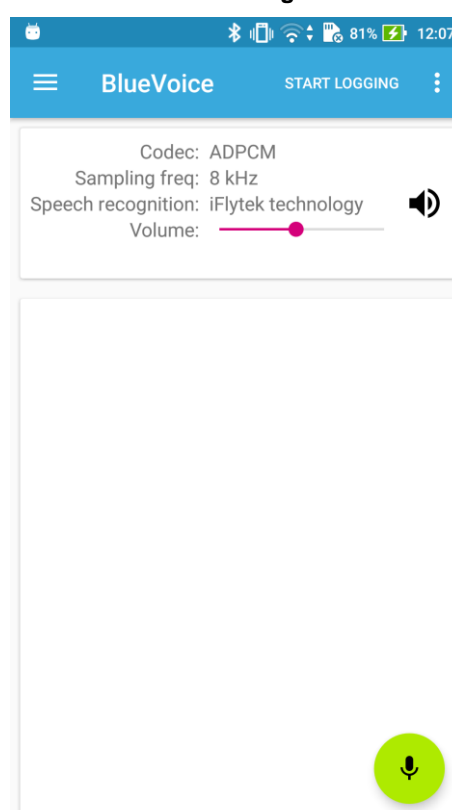 81% 12:07
BlueVoice START LOGGING
Codec: ADPCM
Sampling freq: 8 kHz
Speech recognition: iFlytek technology
Volume: